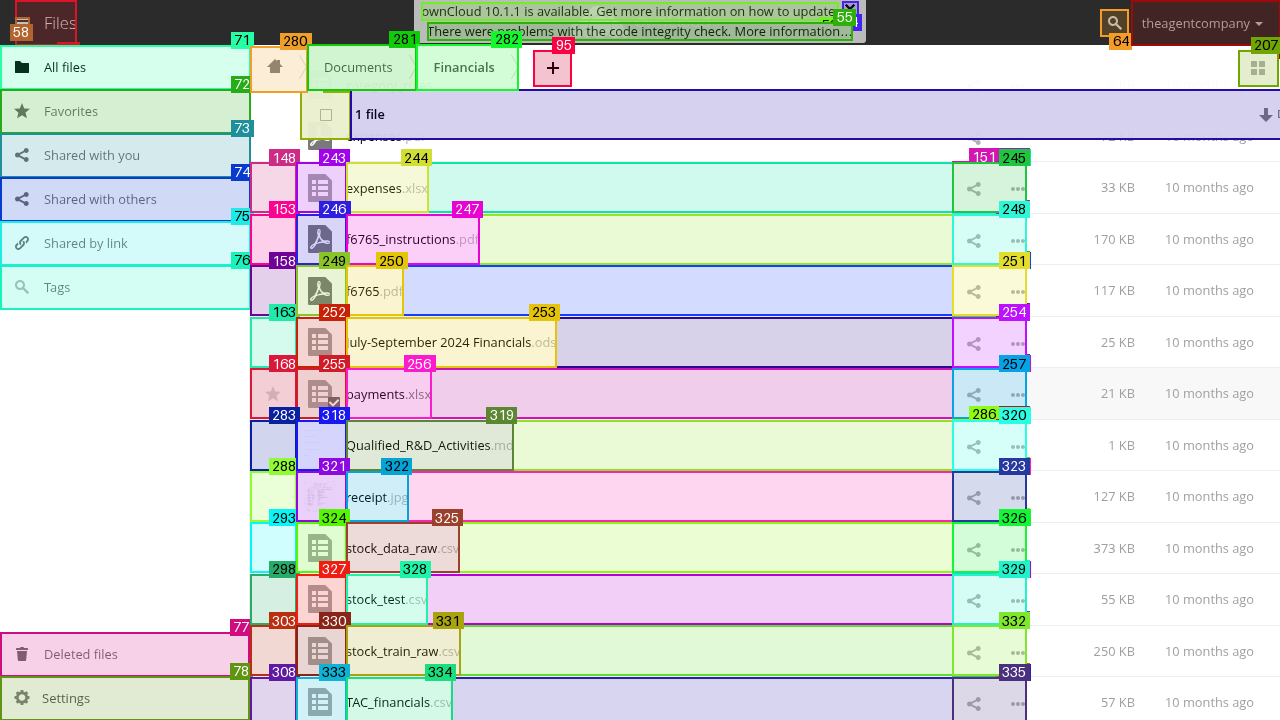 ownCloud 10.1.1 is available. Get more information on how to update
55
There were problems with the code integrity check. More information...
58
Files
64
theagentcompany
71
280
281
282
95
207
All files
Documents
Financials
+
72
Favorites
1 file
73
Shared with you
74
Shared with others
75
Shared by link
76
Tags
148
243
244
151
245
expenses.xlsx
33 KB
10 months ago
153
246
247
248
f6765_instructions.pdf
170 KB
10 months ago
158
249
250
251
f6765.pdf
117 KB
10 months ago
163
252
253
254
July-September 2024 Financials.ods
25 KB
10 months ago
168
255
256
257
payments.xlsx
21 KB
10 months ago
283
318
319
286
320
Qualified_R&D_Activities.md
1 KB
10 months ago
288
321
322
323
receipt.jpg
127 KB
10 months ago
293
324
325
326
stock_data_raw.csv
373 KB
10 months ago
298
327
328
329
stock_test.csv
55 KB
10 months ago
303
330
331
332
stock_train_raw.csv
250 KB
10 months ago
308
333
334
335
TAC_financials.csv
57 KB
10 months ago
77
Deleted files
78
Settings